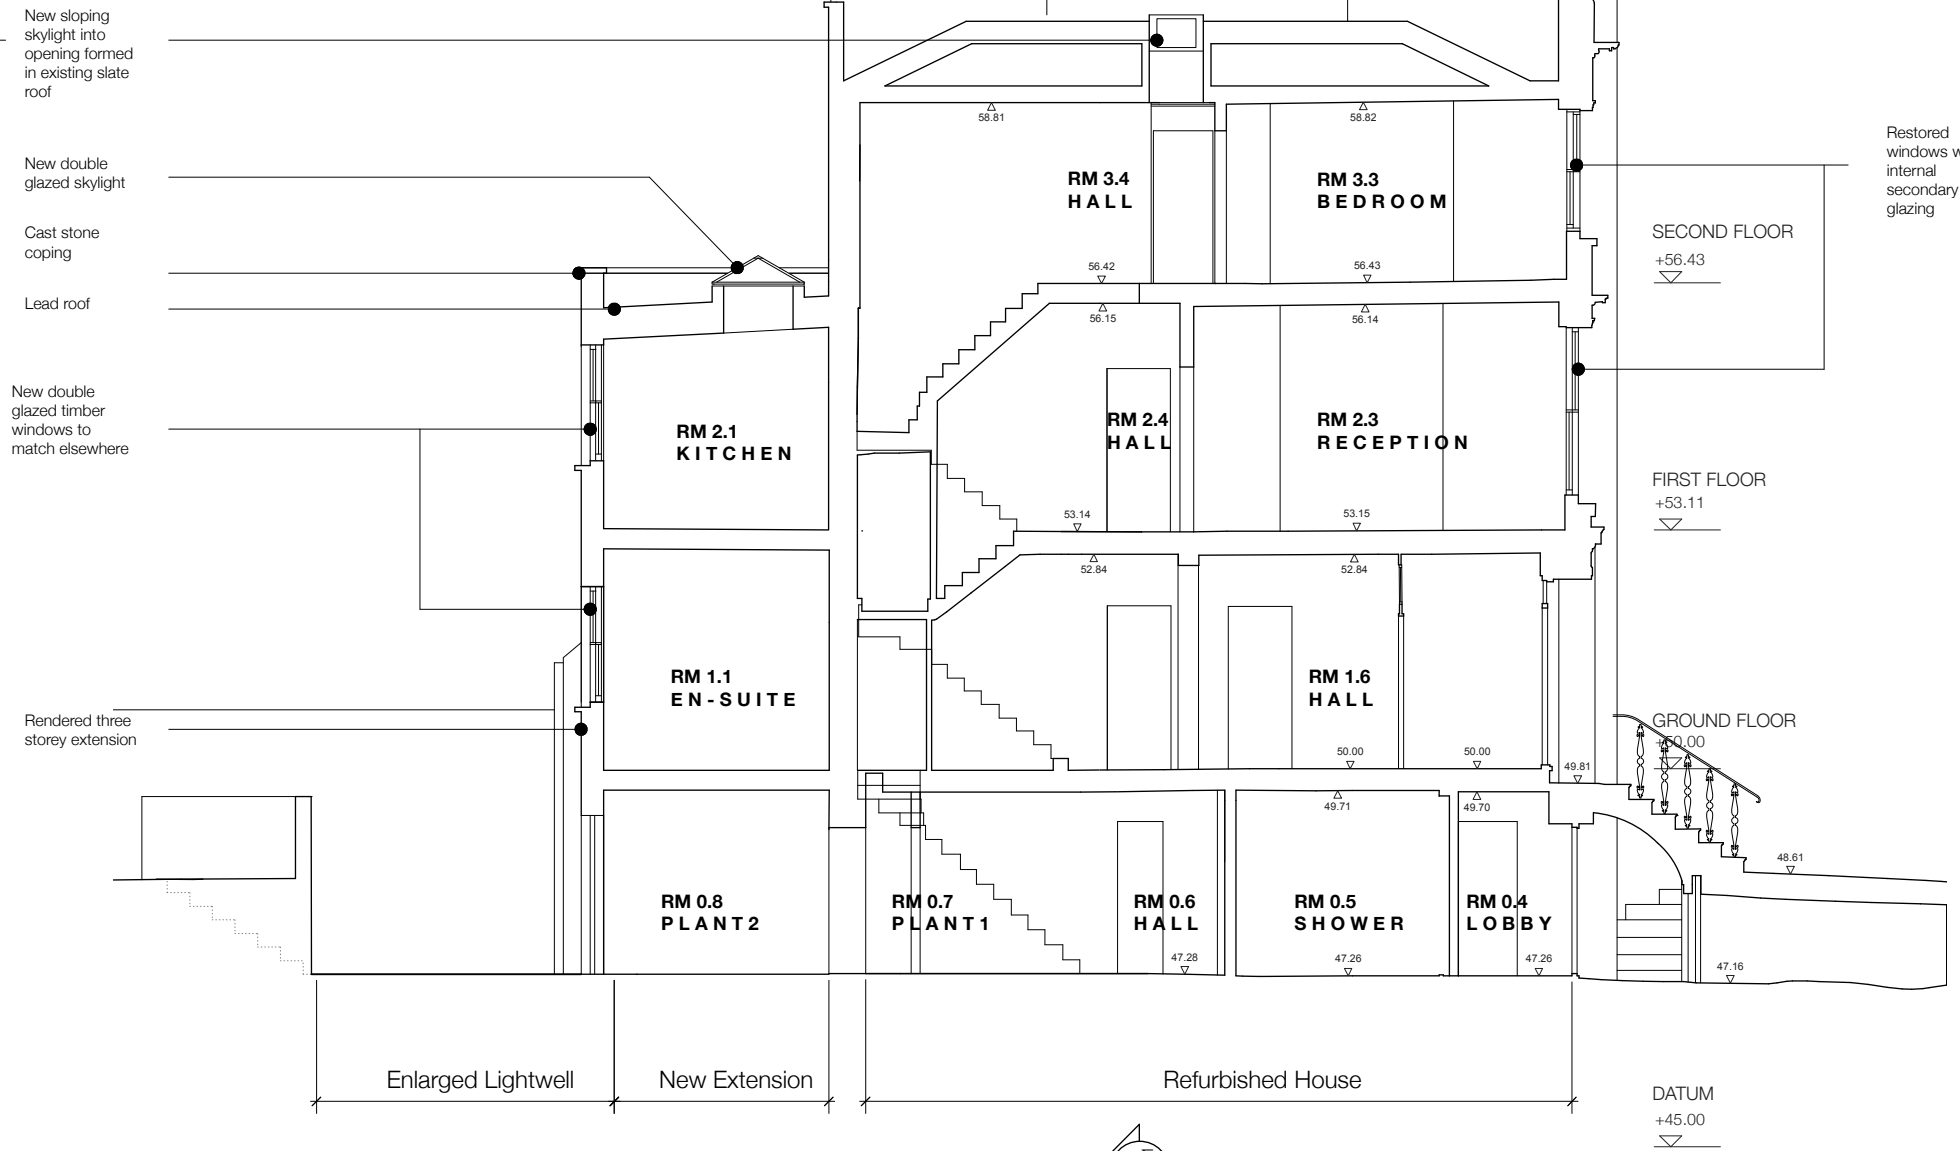 New sloping
skylight into
opening formed
in existing slate
roof
New double
glazed skylight
Cast stone
coping
Lead roof
New double
glazed timber
windows to
match elsewhere
Rendered three
storey extension
58.81
58.82
RM 3.4
HALL
RM 3.3
BEDROOM
56.42
56.43
56.15
56.14
RM 2.1
KITCHEN
RM 2.4
HALL
RM 2.3
RECEPTION
53.14
53.15
52.84
52.84
RM 1.1
EN-SUITE
RM 1.6
HALL
50.00
50.00
49.81
49.71
49.70
48.61
RM 0.8
PLANT2
RM 0.7
PLANT1
RM 0.6
HALL
RM 0.5
SHOWER
RM 0.4
LOBBY
47.28
47.26
47.26
47.16
Restored
windows w
internal
secondary
glazing
SECOND FLOOR
+56.43
FIRST FLOOR
+53.11
GROUND FLOOR
+50.00
DATUM
+45.00
Enlarged Lightwell
New Extension
Refurbished House